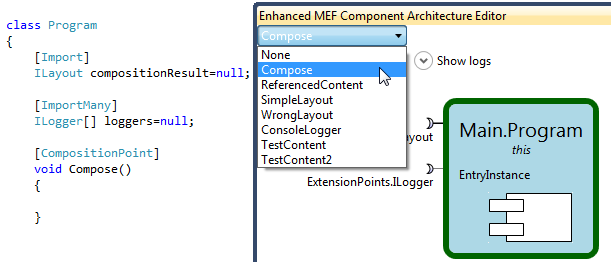 class Program
{
[Import]
ILayout compositionResult=null;
[ImportMany]
ILogger[] loggers=null;
[CompositionPoint]
void Compose()
{
}
Enhanced MEF Component Architecture Editor
Compose
None
Compose
ReferencedContent
SimpleLayout
WrongLayout
ConsoleLogger
TestContent
TestContent2
Show logs
ExtensionPoints.ILogger
Main.Program
this
EntryInstance